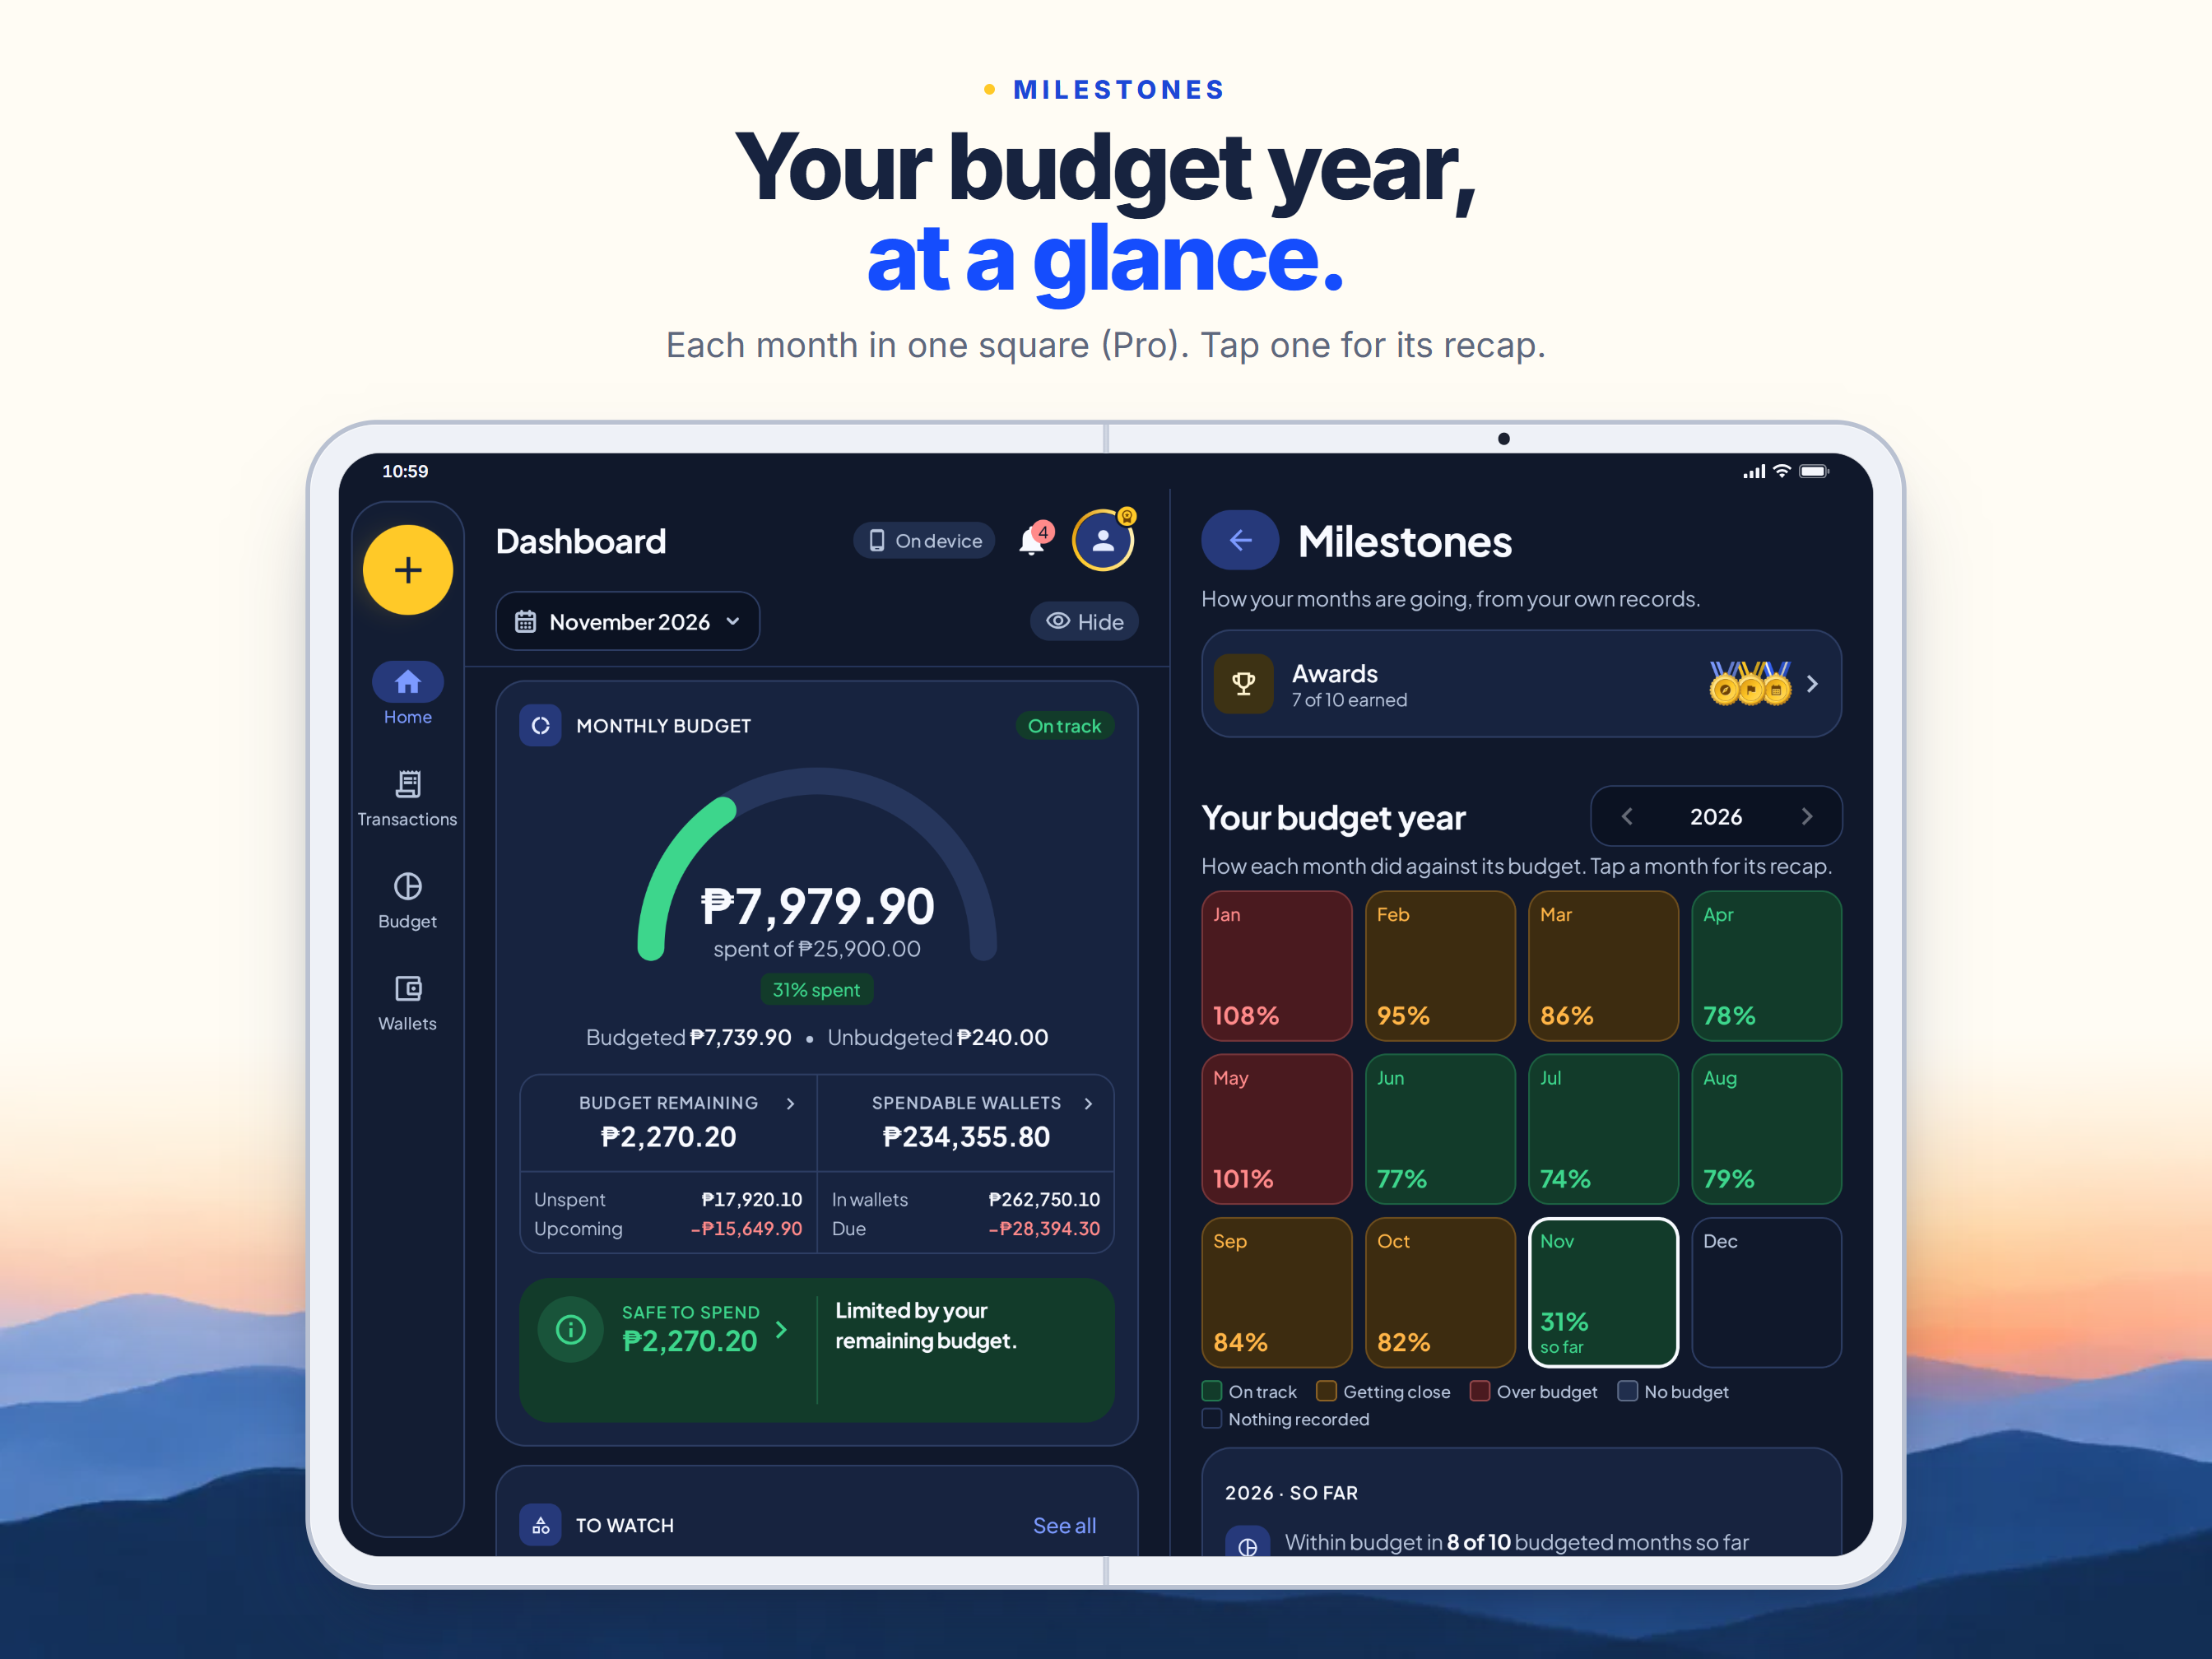 MILESTONES
Your budget year,
at a glance.
Each month in one square (Pro). Tap one for its recap.
10:59
Dashboard
On device
4
November 2026
Hide
Home
Transactions
Budget
Wallets
MONTHLY BUDGET
On track
₱7,979.90
spent of ₱25,900.00
31% spent
Budgeted ₱7,739.90 • Unbudgeted ₱240.00
BUDGET REMAINING
₱2,270.20
SPENDABLE WALLETS
₱234,355.80
Unspent ₱17,920.10
Upcoming -₱15,649.90
In wallets ₱262,750.10
Due -₱28,394.30
SAFE TO SPEND
₱2,270.20
Limited by your
remaining budget.
TO WATCH
See all
Milestones
How your months are going, from your own records.
Awards
7 of 10 earned
Your budget year
2026
How each month did against its budget. Tap a month for its recap.
Jan
108%
Feb
95%
Mar
86%
Apr
78%
May
101%
Jun
77%
Jul
74%
Aug
79%
Sep
84%
Oct
82%
Nov
31%
so far
Dec
On track
Getting close
Over budget
No budget
Nothing recorded
2026 · SO FAR
Within budget in 8 of 10 budgeted months so far